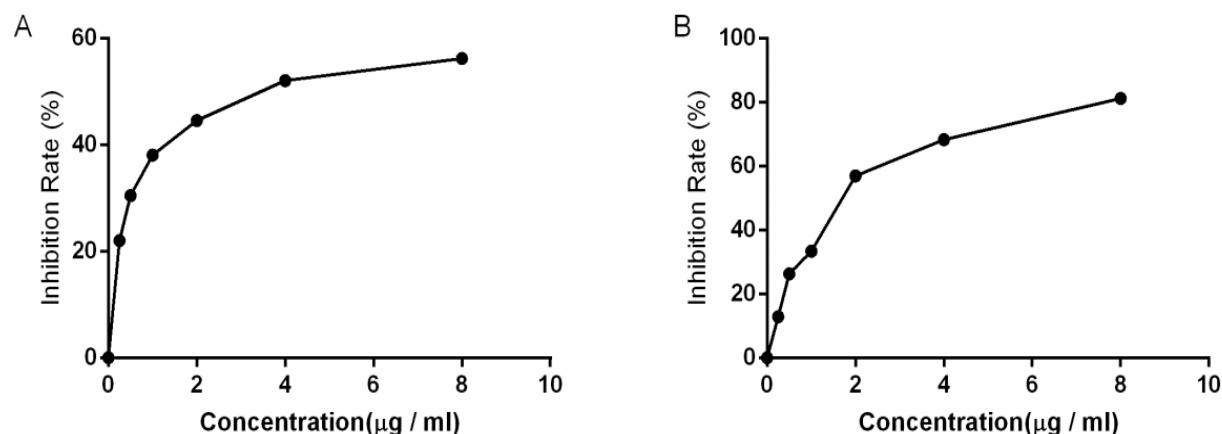 A
60
40
20
0
Inhibition Rate (%)
0 2 4 6 8 10
Concentration(μg / ml)
B
100
80
60
40
20
0
Inhibition Rate (%)
0 2 4 6 8 10
Concentration(μg / ml)